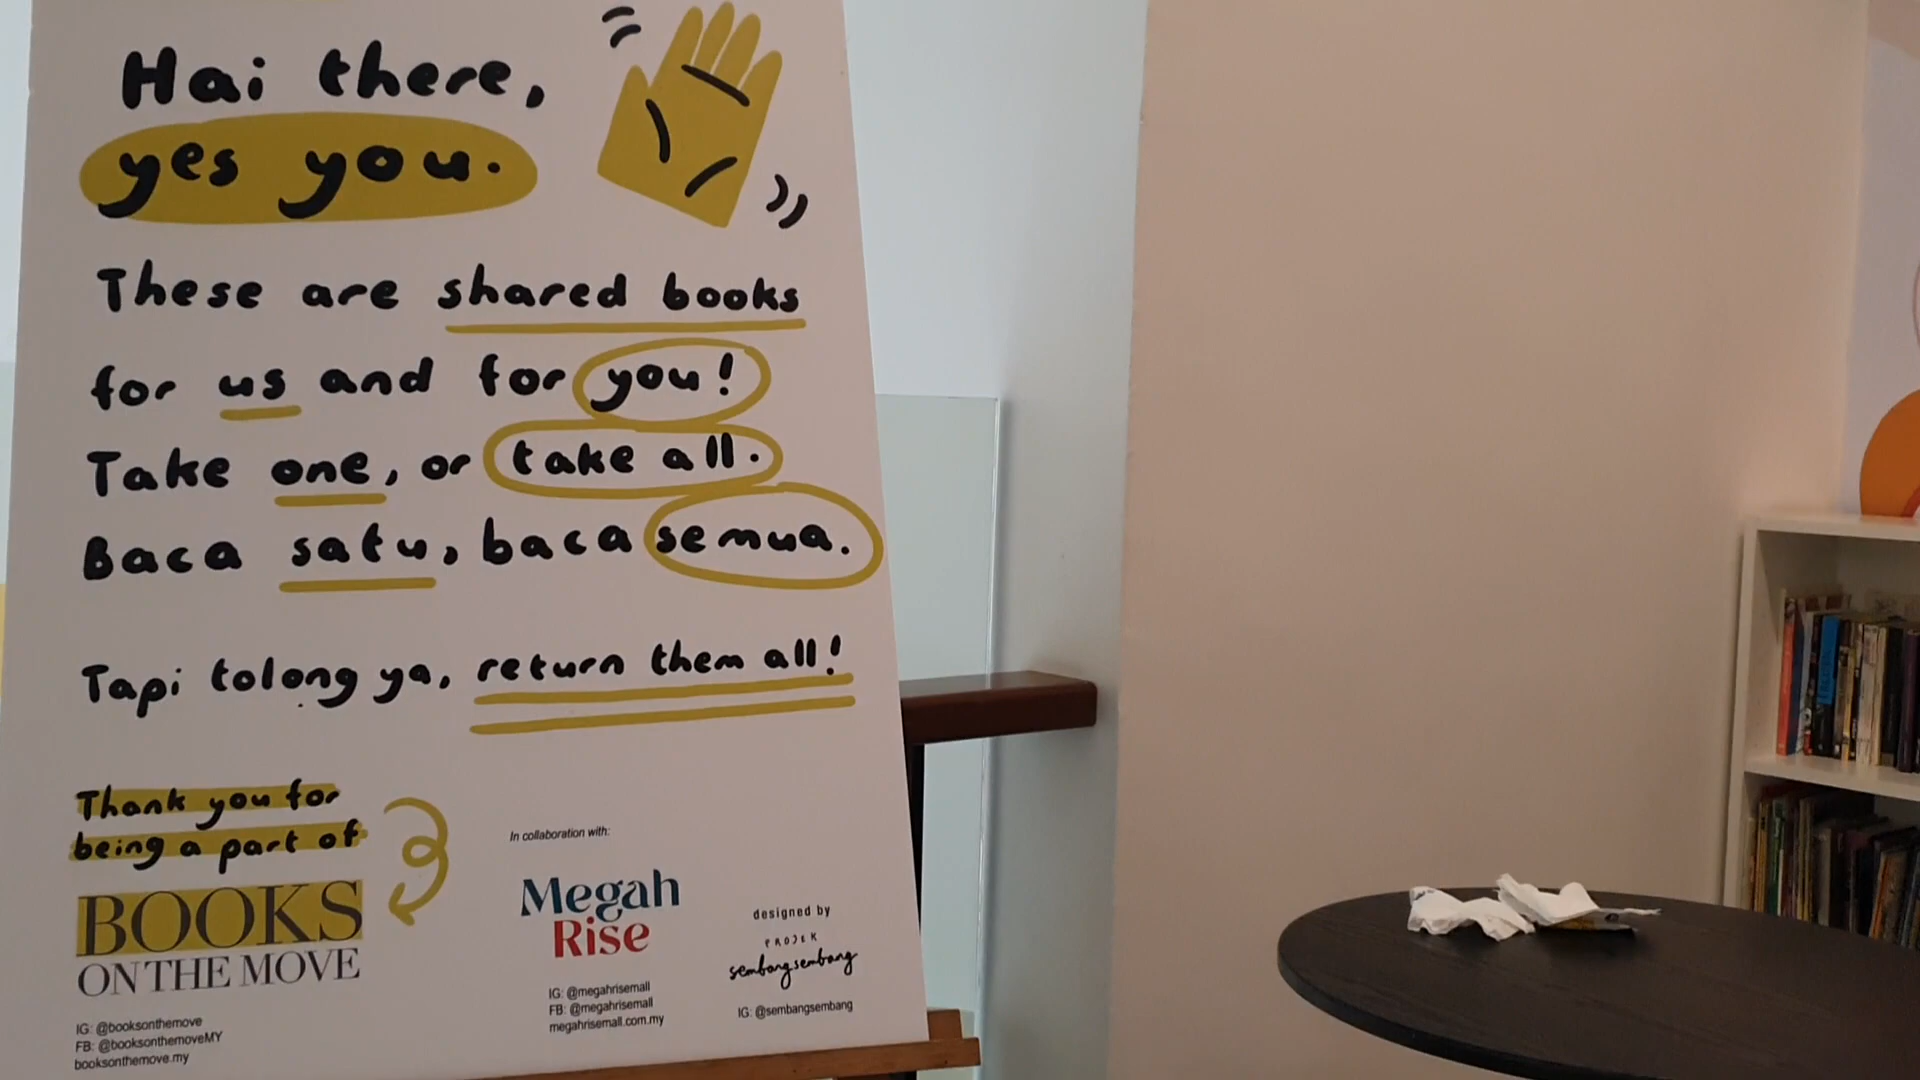 Hai there,
yes you.
These are shared books
for us and for you!
Take one, or take all.
Baca satu, baca semua.
Tapi tolong ya, return them all!
Thank you for
being a part of
BOOKS
ON THE MOVE
IG: @booksonthemove
FB: @booksonthemoveMY
booksonthemove.my
In collaboration with:
Megah
Rise
IG: @megahrisemall
FB: @megahrisemall
megahrisemall.com.my
designed by
PROJEK
sembangsembang
IG: @sembangsembang